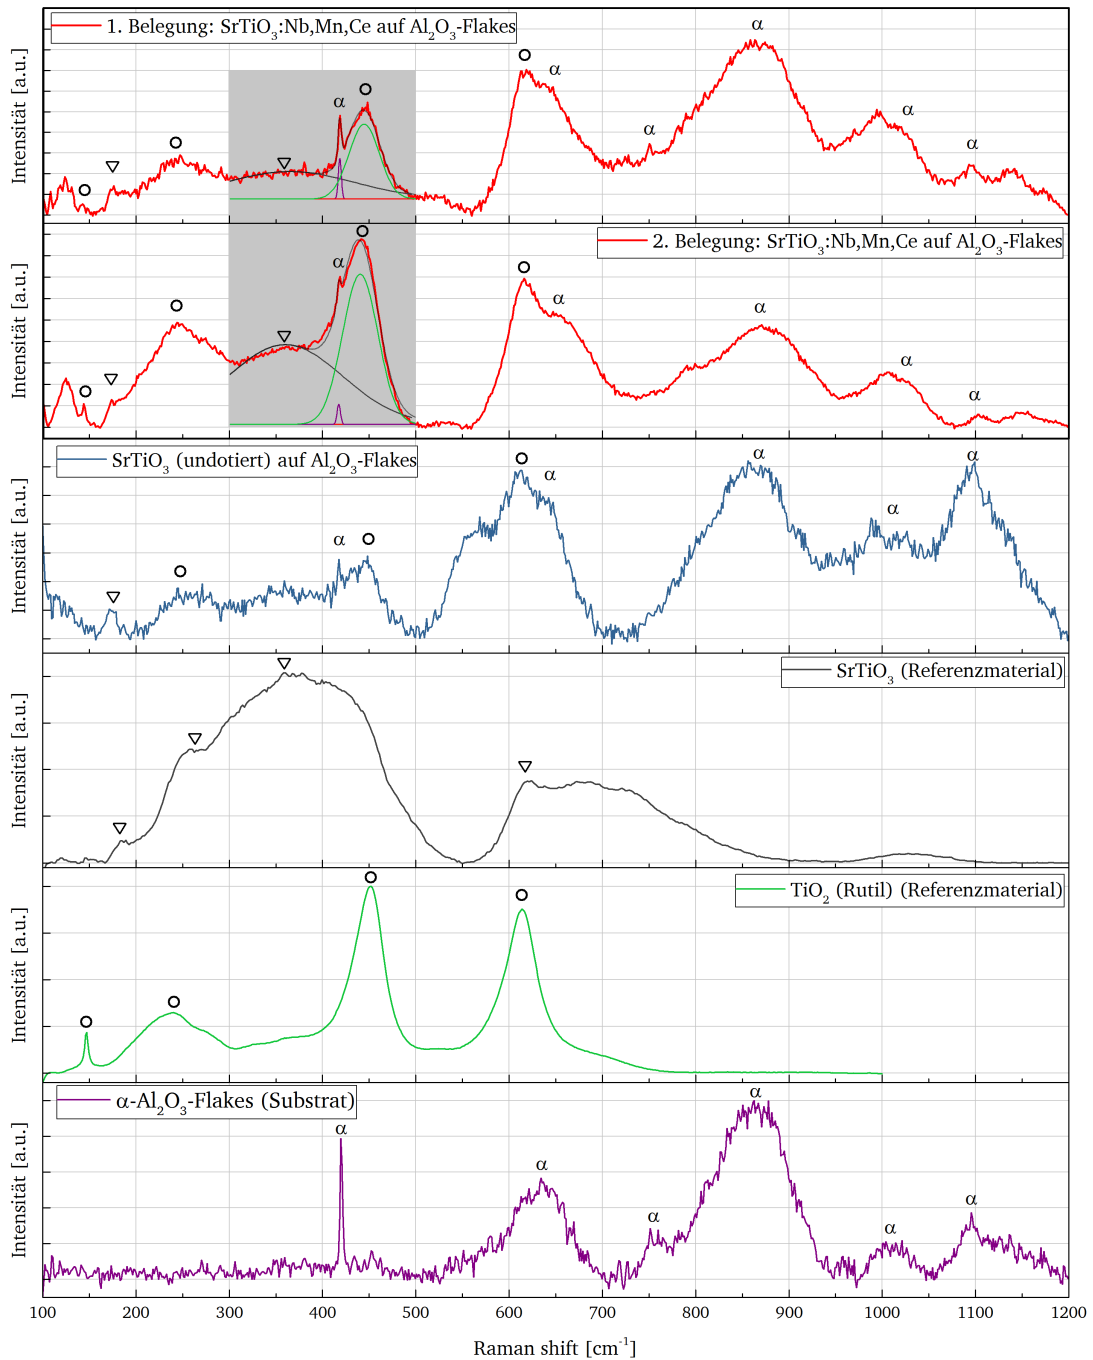 1. Belegung: SrTiO3:Nb,Mn,Ce auf Al2O3-Flakes
Intensität [a.u.]
α
α
α
α
α
α
α
2. Belegung: SrTiO3:Nb,Mn,Ce auf Al2O3-Flakes
Intensität [a.u.]
α
α
α
α
α
SrTiO3 (undotiert) auf Al2O3-Flakes
Intensität [a.u.]
α
α
α
α
α
SrTiO3 (Referenzmaterial)
Intensität [a.u.]
TiO2 (Rutil) (Referenzmaterial)
Intensität [a.u.]
α-Al2O3-Flakes (Substrat)
Intensität [a.u.]
α
α
α
α
α
α
100 200 300 400 500 600 700 800 900 1000 1100 1200
Raman shift [cm-1]